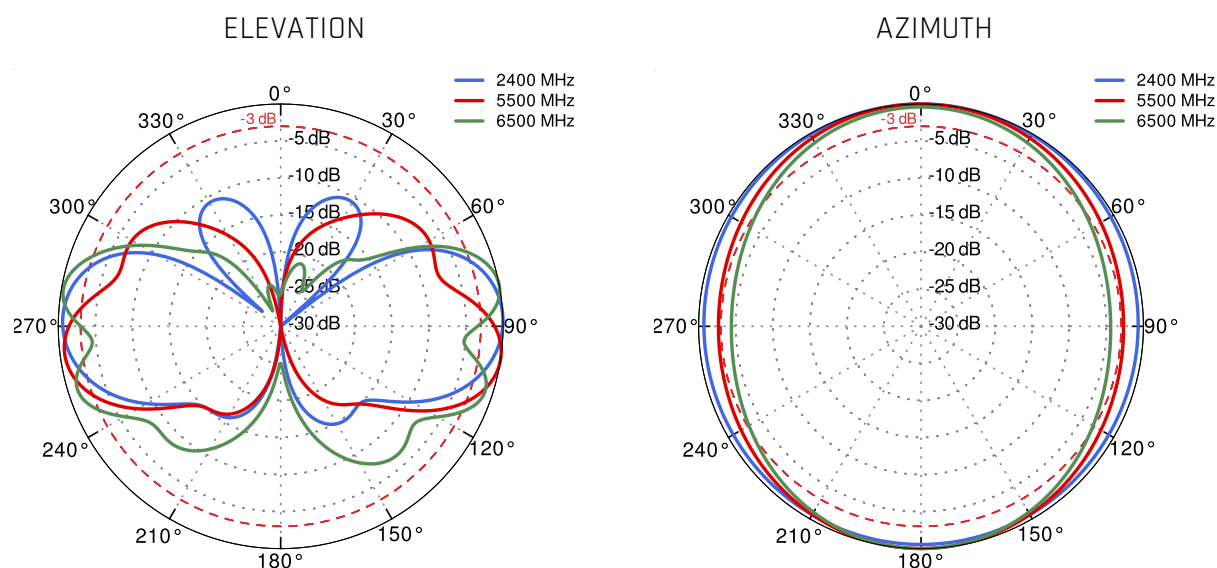 ELEVATION
2400 MHz
5500 MHz
6500 MHz
0°
330°
30°
300°
60°
270°
90°
240°
120°
210°
150°
180°
-3 dB
-5 dB
-10 dB
-15 dB
-20 dB
-25 dB
-30 dB
AZIMUTH
2400 MHz
5500 MHz
6500 MHz
0°
330°
30°
300°
60°
270°
90°
240°
120°
210°
150°
180°
-3 dB
-5 dB
-10 dB
-15 dB
-20 dB
-25 dB
-30 dB